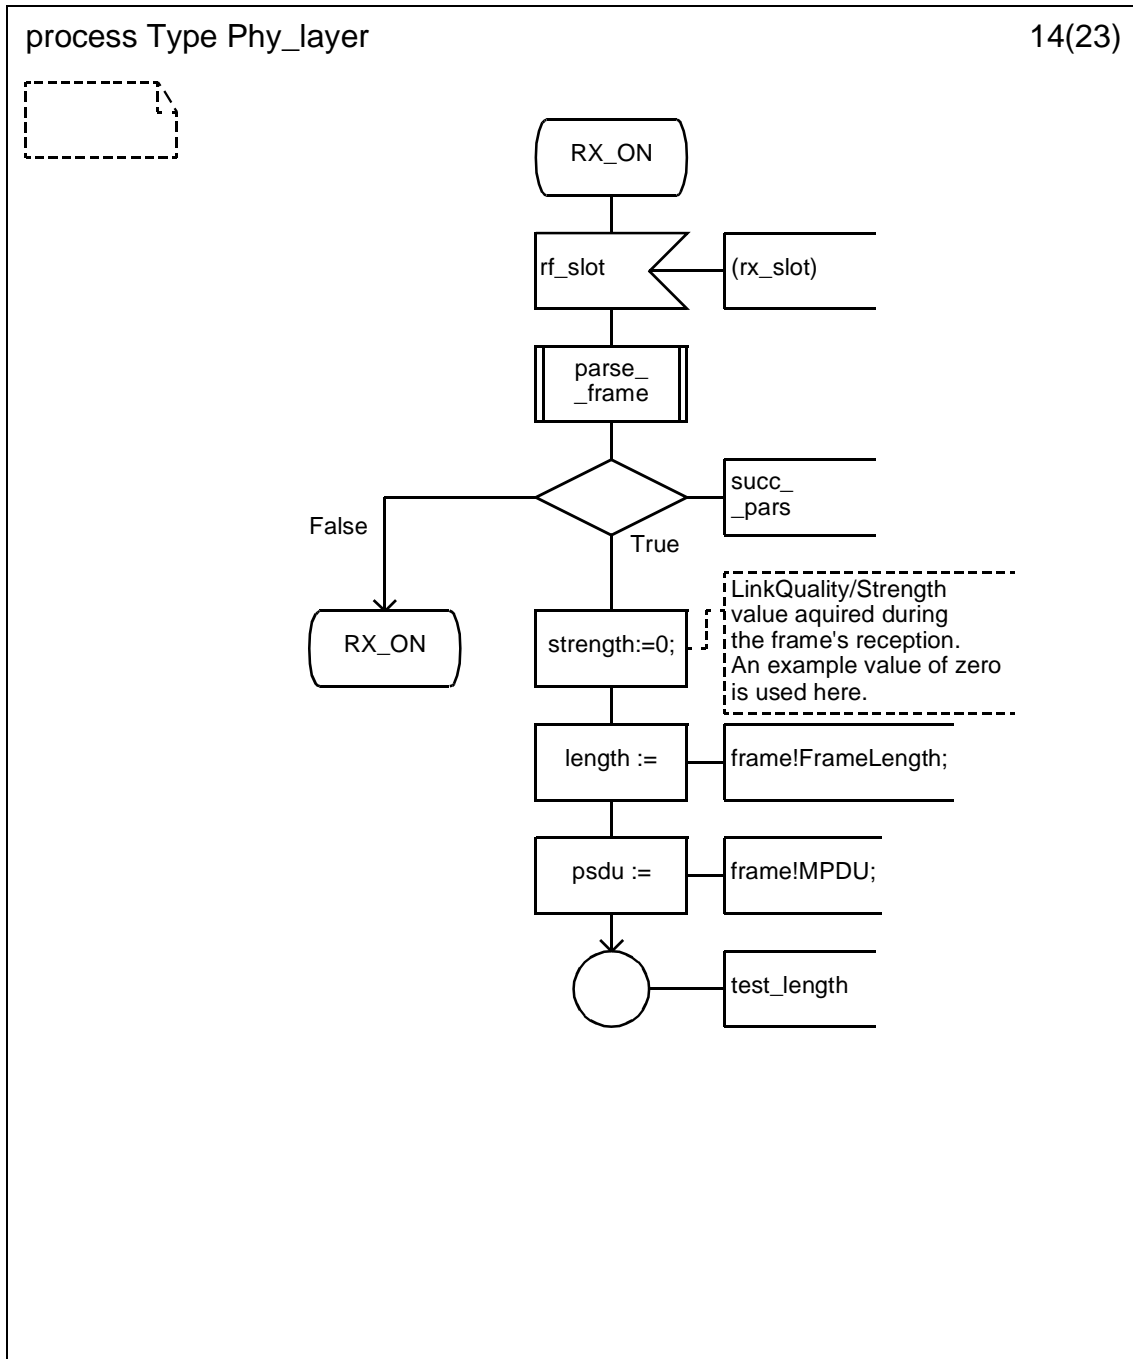 process Type Phy_layer
14(23)
RX_ON
rf_slot
(rx_slot)
parse_
_frame
succ_
_pars
False
True
RX_ON
strength:=0;
LinkQuality/Strength
value aquired during
the frame's reception.
An example value of zero
is used here.
length :=
frame!FrameLength;
psdu :=
frame!MPDU;
test_length